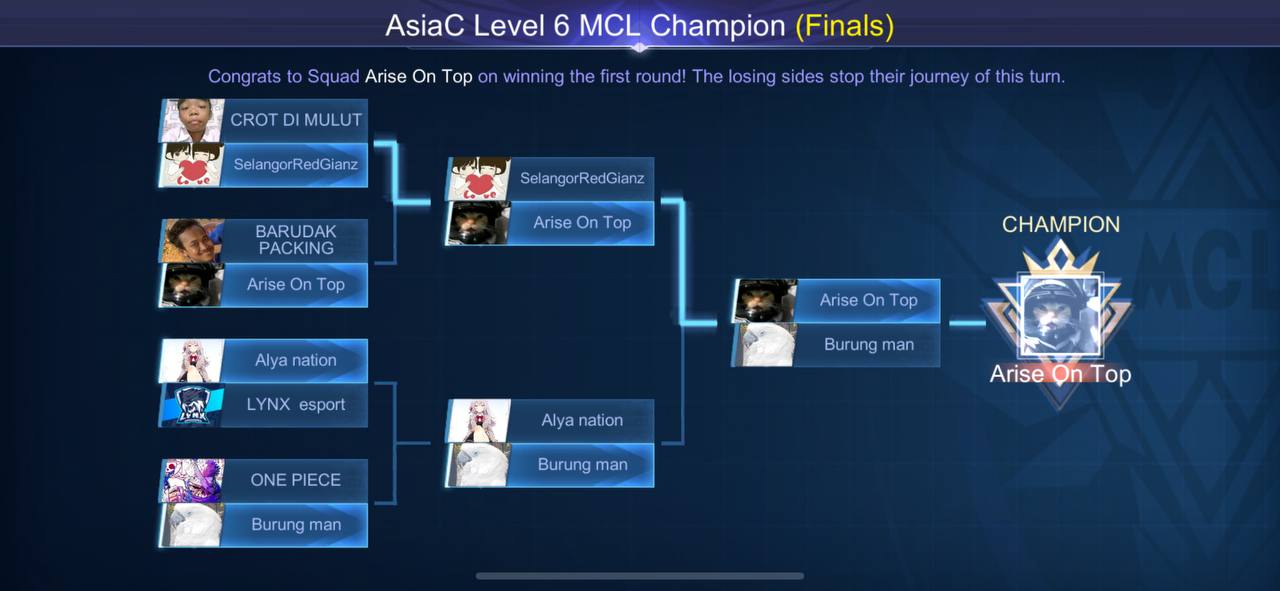 AsiaC Level 6 MCL Champion (Finals)
Congrats to Squad Arise On Top on winning the first round! The losing sides stop their journey of this turn.
CROT DI MULUT
SelangorRedGianz
BARUDAK
PACKING
Arise On Top
Alya nation
LYNX esport
ONE PIECE
Burung man
SelangorRedGianz
Arise On Top
Alya nation
Burung man
Arise On Top
Burung man
CHAMPION
Arise On Top
MCL